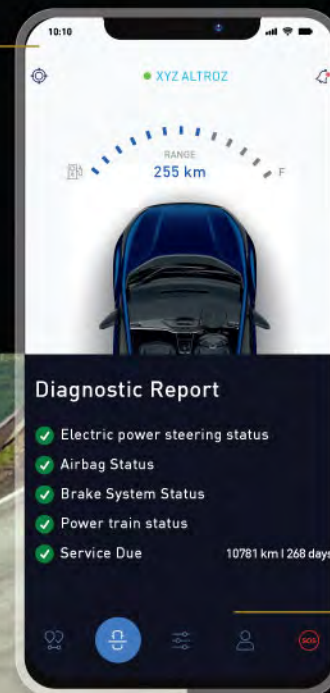 10:10
XYZ ALTROZ
RANGE
255 km
F
Diagnostic Report
Electric power steering status
Airbag Status
Brake System Status
Power train status
Service Due 10781 km | 268 days
SOS